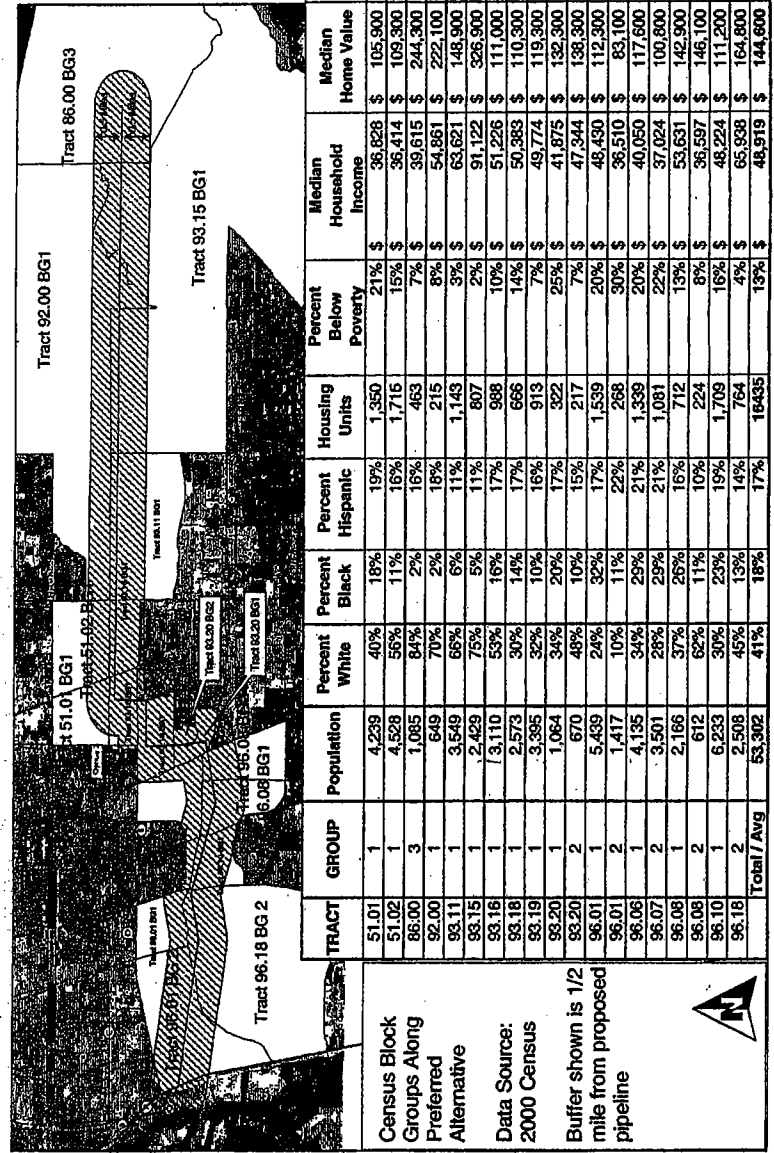 Tract 92.00 BG1
Tract 86.00 BG3
Tract 93.15 BG1
Tract 93.11 BG1
ct 51.01 BG1
Tract 51.02 B
Tract 93.20 BG2
Tract 93.20 BG1
6.08 BG1
Tract 96.18 BG 2
Census Block
Groups Along
Preferred
Alternative
Data Source:
2000 Census
Buffer shown is 1/2
mile from proposed
pipeline
N
TRACT GROUP Population Percent White Percent Black Percent Hispanic Housing Units Percent Below Poverty Median Household Income Median Home Value
51.01 1 4,239 40% 18% 19% 1,350 21% $ 36,828 $ 105,900
51.02 1 4,528 56% 11% 16% 1,716 15% $ 36,414 $ 109,300
86.00 3 1,085 84% 2% 16% 463 7% $ 39,615 $ 244,300
92.00 1 649 70% 2% 18% 215 8% $ 54,861 $ 222,100
93.11 1 3,549 66% 6% 11% 1,143 3% $ 63,621 $ 148,900
93.15 1 2,429 75% 5% 11% 807 2% $ 91,122 $ 326,900
93.16 1 3,110 53% 16% 17% 988 10% $ 51,226 $ 111,000
93.18 1 2,573 30% 14% 17% 666 14% $ 50,383 $ 110,300
93.19 1 3,395 32% 10% 16% 913 7% $ 49,774 $ 119,300
93.20 1 1,064 34% 20% 17% 322 25% $ 41,875 $ 132,300
93.20 2 670 48% 10% 15% 217 7% $ 47,344 $ 138,300
96.01 1 5,439 24% 32% 17% 1,539 20% $ 48,430 $ 112,300
96.01 2 1,417 10% 11% 22% 268 30% $ 36,510 $ 83,100
96.06 1 4,135 34% 29% 21% 1,339 20% $ 40,050 $ 117,600
96.07 2 3,501 28% 29% 21% 1,081 22% $ 37,024 $ 100,800
96.08 1 2,166 37% 26% 16% 712 13% $ 53,631 $ 142,900
96.08 2 612 62% 11% 10% 224 8% $ 36,597 $ 146,100
96.10 1 6,233 30% 23% 19% 1,709 16% $ 48,224 $ 111,200
96.18 2 2,508 45% 13% 14% 764 4% $ 65,938 $ 164,800
Total / Avg 53,302 41% 18% 17% 16435 13% $ 48,919 $ 144,600